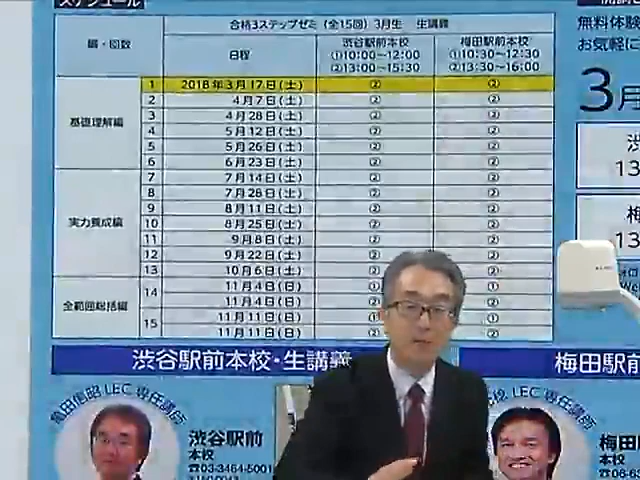 スケジュール
合格3ステップゼミ(全15回) 3月生 生講義
編・回数
日程
渋谷駅前本校
①10:00~12:00
②13:00~15:30
梅田駅前本校
①10:30~12:30
②13:30~16:00
基礎理解編
1 2018年3月17日(土) ② ②
2 4月7日(土) ② ②
3 4月28日(土) ② ②
4 5月12日(土) ② ②
5 5月26日(土) ② ②
6 6月23日(土) ② ②
実力養成編
7 7月14日(土) ② ②
8 7月28日(土) ② ②
9 8月11日(土) ② ②
10 8月25日(土) ② ②
11 9月8日(土) ② ②
12 9月22日(土) ② ②
13 10月6日(土) ② ②
全範囲総括編
14 11月4日(日) ① ①
11月4日(日) ② ②
15 11月11日(日) ① ①
11月11日(日) ② ②
無料体験
お気軽に
3月
渋
13
梅
13
渋谷駅前本校・生講義
梅田駅前
亀田信昭 LEC専任講師
渋谷駅前
本校
☎03-3464-5001
LEC専任講師
梅田駅前
本校